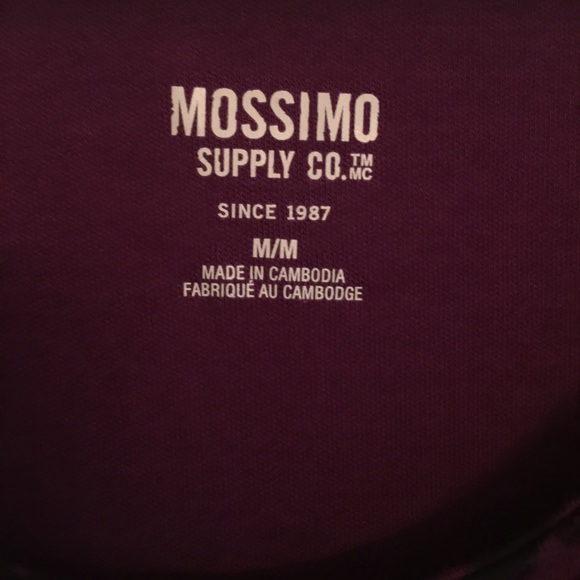 MOSSIMO
SUPPLY CO.™ MC
SINCE 1987
M/M
MADE IN CAMBODIA
FABRIQUÉ AU CAMBODGE